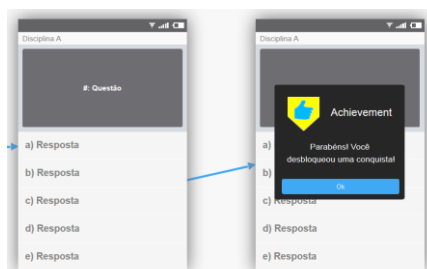 Disciplina A
#: Questão
a) Resposta
b) Resposta
c) Resposta
d) Resposta
e) Resposta
Disciplina A
Achievement
Parabéns! Você
desbloqueou uma conquista!
Ok
a)
b)
c) Resposta
d) Resposta
e) Resposta